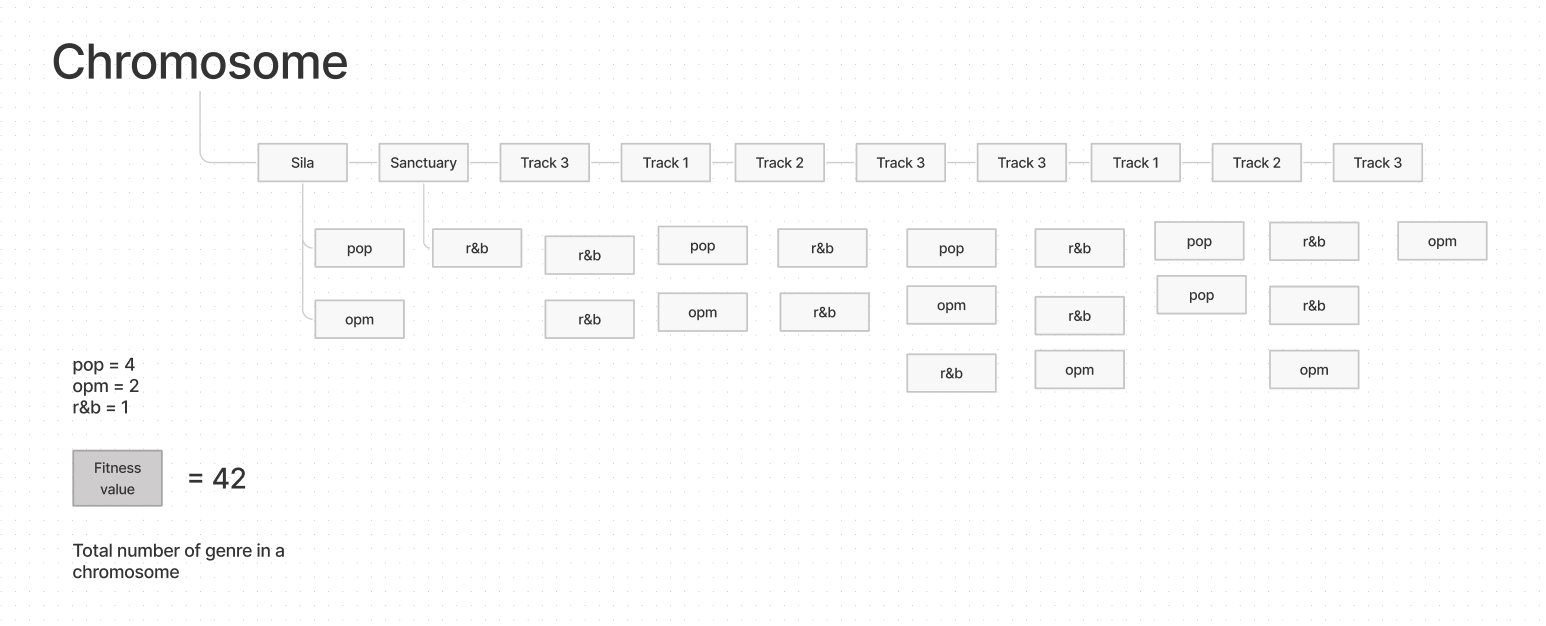 Chromosome
Sila Sanctuary Track 3 Track 1 Track 2 Track 3 Track 3 Track 1 Track 2 Track 3
pop r&b r&b pop r&b pop r&b pop r&b opm
opm r&b opm r&b opm r&b pop r&b
r&b opm opm
pop = 4
opm = 2
r&b = 1
Fitness
value
= 42
Total number of genre in a
chromosome